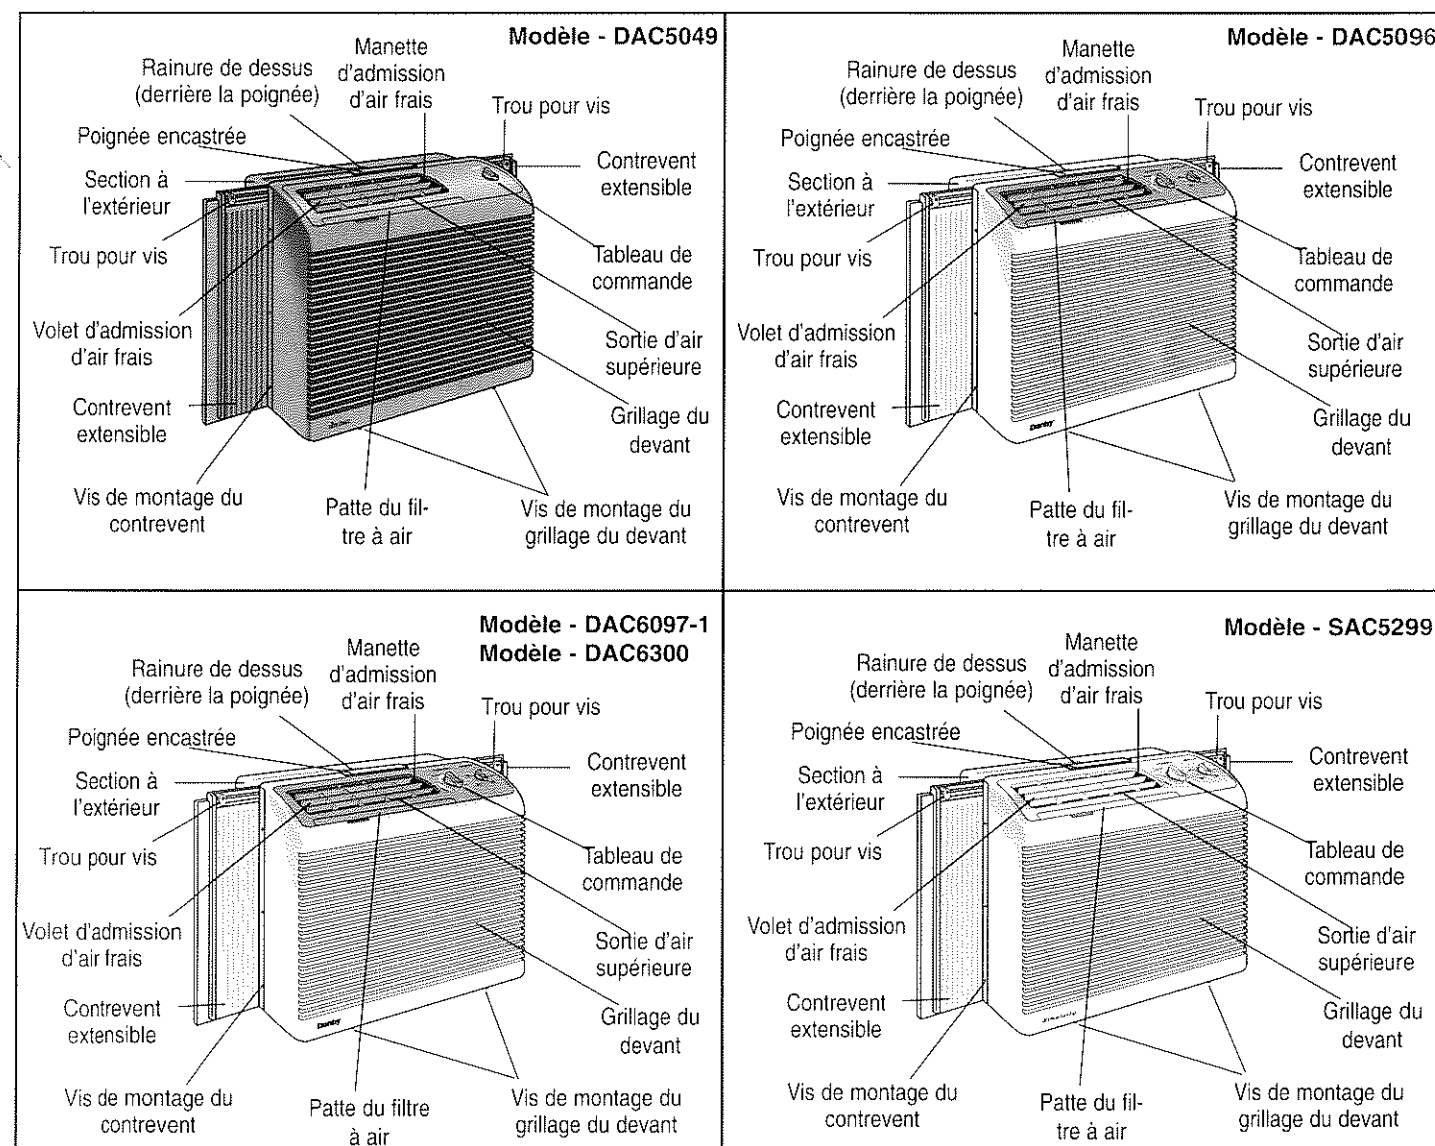 Modèle - DAC5049
Manette
d'admission
d'air frais
Rainure de dessus
(derrière la poignée)
Trou pour vis
Poignée encastrée
Contrevent
extensible
Section à
l'extérieur
Trou pour vis
Tableau de
commande
Volet d'admission
d'air frais
Sortie d'air
supérieure
Contrevent
extensible
Grillage du
devant
Vis de montage du
contrevent
Patte du fil-
tre à air
Vis de montage du
grillage du devant
Modèle - DAC5096
Manette
d'admission
d'air frais
Rainure de dessus
(derrière la poignée)
Trou pour vis
Poignée encastrée
Contrevent
extensible
Section à
l'extérieur
Trou pour vis
Tableau de
commande
Volet d'admission
d'air frais
Sortie d'air
supérieure
Contrevent
extensible
Grillage du
devant
Danby
Vis de montage du
contrevent
Patte du fil-
tre à air
Vis de montage du
grillage du devant
Modèle - DAC6097-1
Modèle - DAC6300
Manette
d'admission
d'air frais
Rainure de dessus
(derrière la poignée)
Trou pour vis
Poignée encastrée
Contrevent
extensible
Section à
l'extérieur
Trou pour vis
Tableau de
commande
Volet d'admission
d'air frais
Sortie d'air
supérieure
Contrevent
extensible
Grillage du
devant
Danby
Vis de montage du
contrevent
Patte du filtre
à air
Vis de montage du
grillage du devant
Modèle - SAC5299
Manette
d'admission
d'air frais
Rainure de dessus
(derrière la poignée)
Trou pour vis
Poignée encastrée
Contrevent
extensible
Section à
l'extérieur
Trou pour vis
Tableau de
commande
Volet d'admission
d'air frais
Sortie d'air
supérieure
Contrevent
extensible
Grillage du
devant
Vis de montage du
contrevent
Patte du fil-
tre à air
Vis de montage du
grillage du devant